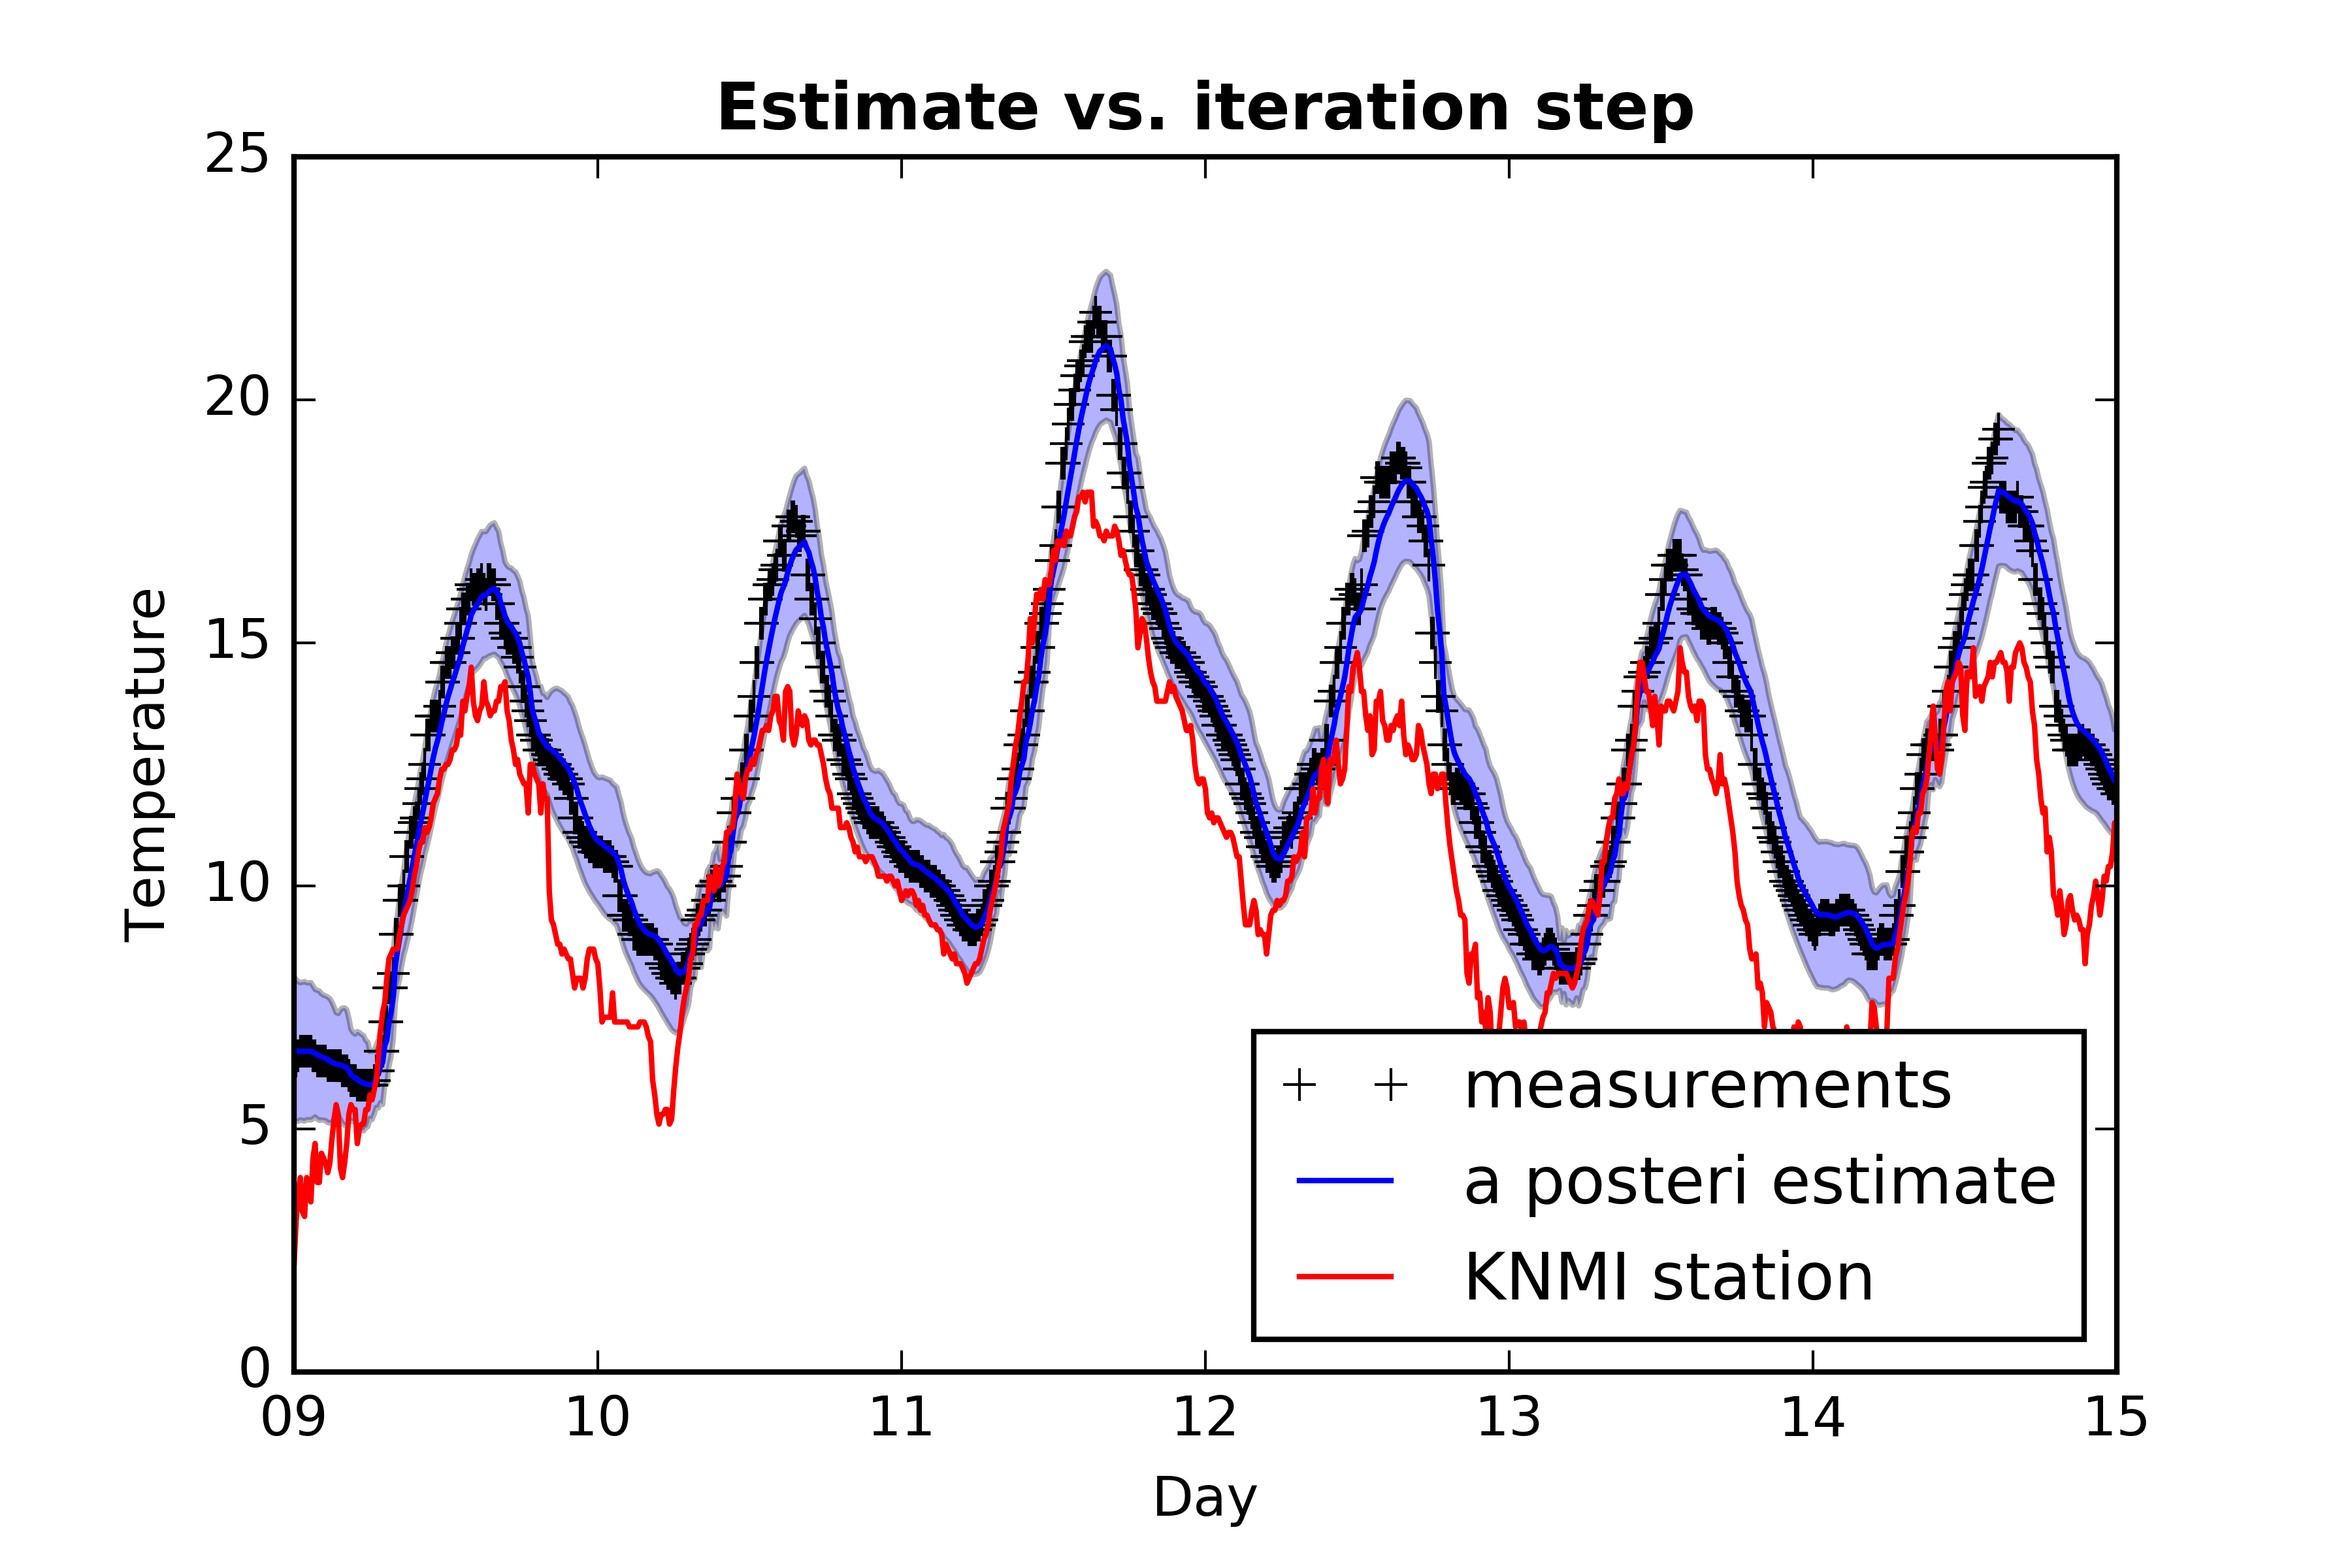 Estimate vs. iteration step
25
20
15
10
5
0
Temperature
09 10 11 12 13 14 15
Day
measurements
a posteri estimate
KNMI station